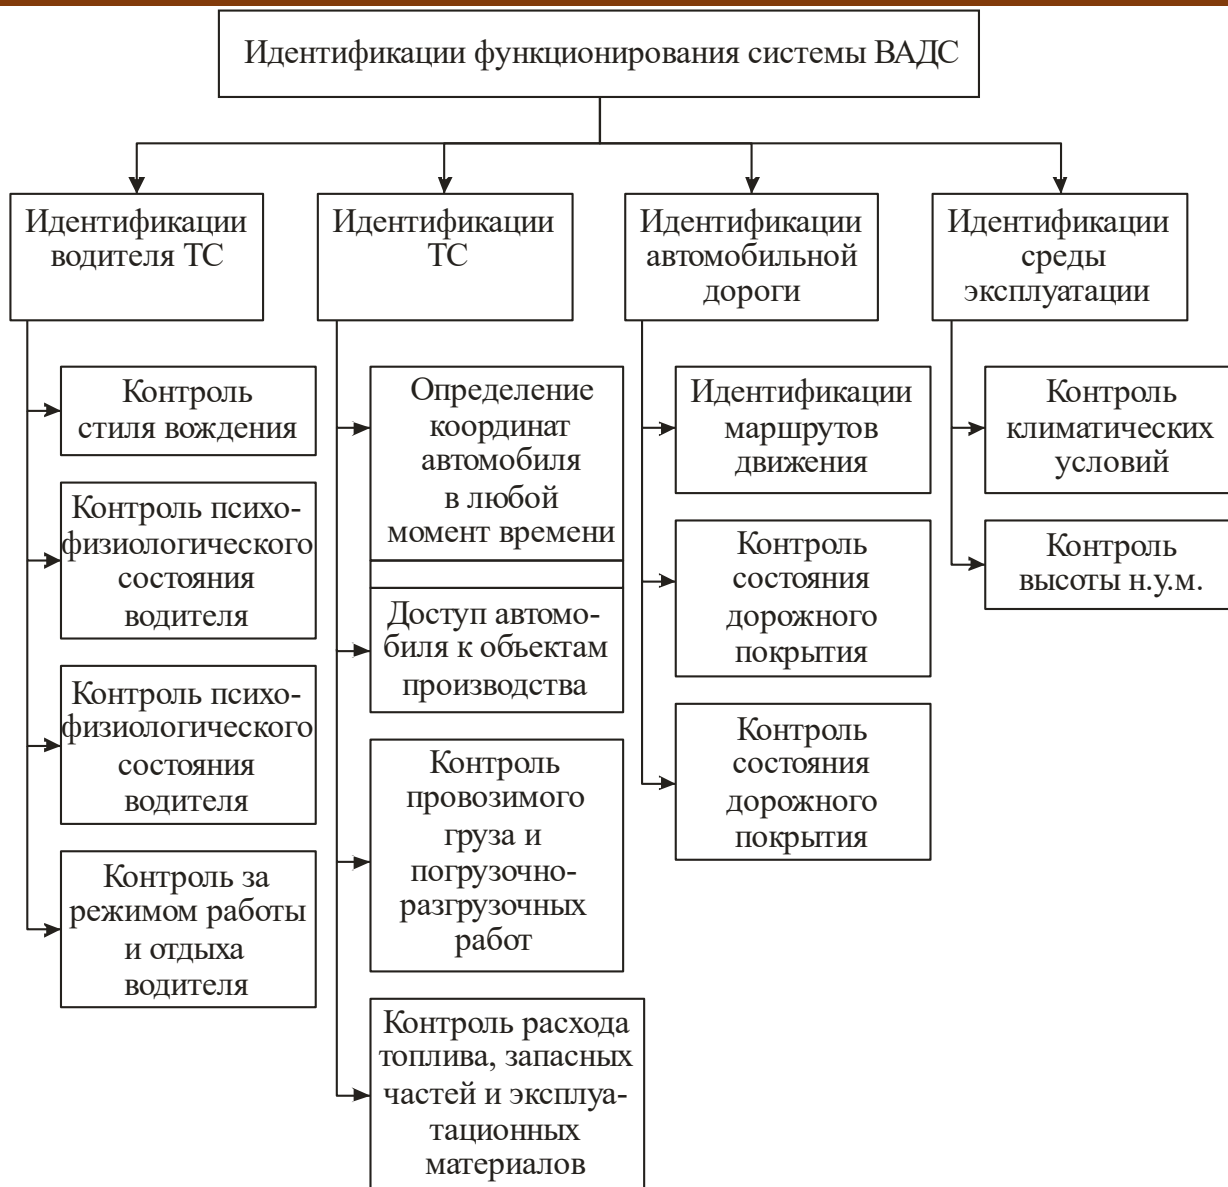 Идентификации функционирования системы ВАДС
Идентификации
водителя ТС
Идентификации
ТС
Идентификации
автомобильной
дороги
Идентификации
среды
эксплуатации
Контроль
стиля вождения
Контроль психо-
физиологического
состояния
водителя
Контроль психо-
физиологического
состояния
водителя
Контроль за
режимом работы
и отдыха
водителя
Определение
координат
автомобиля
в любой
момент времени
Доступ автомо-
биля к объектам
производства
Контроль
провозимого
груза и
погрузочно-
разгрузочных
работ
Контроль расхода
топлива, запасных
частей и эксплуа-
тационных
материалов
Идентификации
маршрутов
движения
Контроль
состояния
дорожного
покрытия
Контроль
состояния
дорожного
покрытия
Контроль
климатических
условий
Контроль
высоты н.у.м.